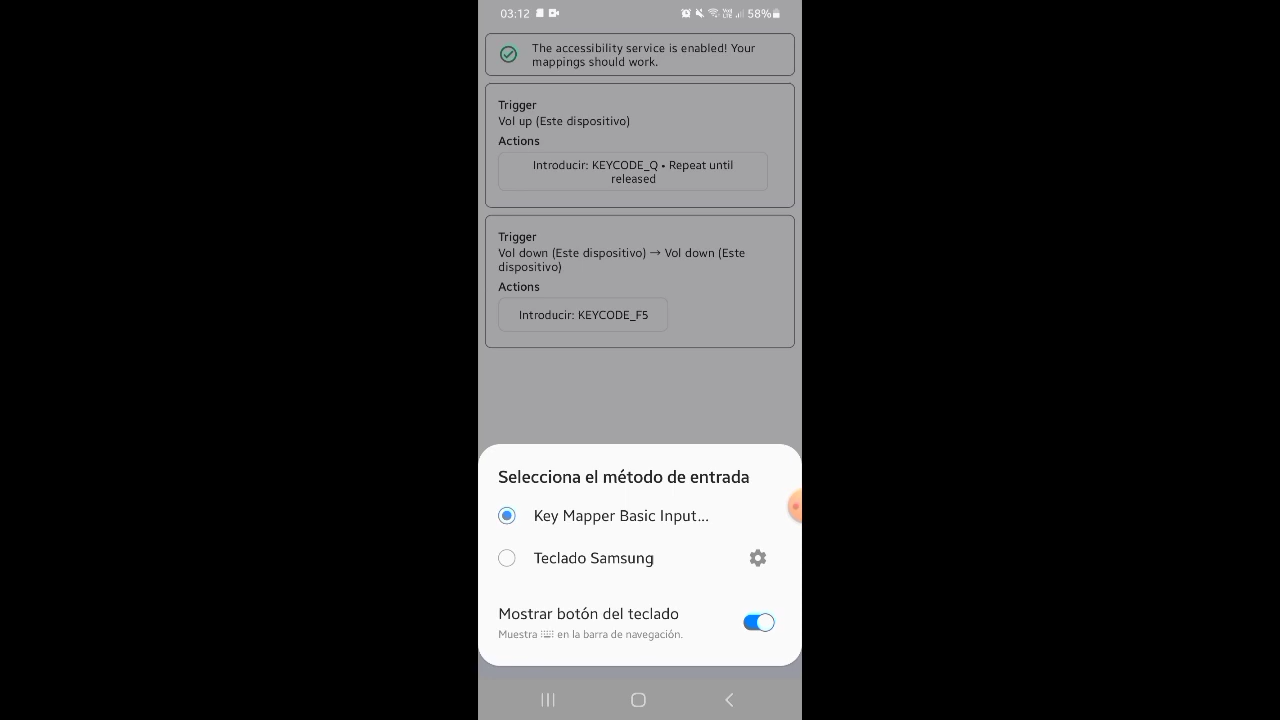 03:12
58%
The accessibility service is enabled! Your
mappings should work.
Trigger
Vol up (Este dispositivo)
Actions
Introducir: KEYCODE_Q • Repeat until
released
Trigger
Vol down (Este dispositivo) → Vol down (Este
dispositivo)
Actions
Introducir: KEYCODE_F5
Selecciona el método de entrada
Key Mapper Basic Input...
Teclado Samsung
Mostrar botón del teclado
Muestra en la barra de navegación.